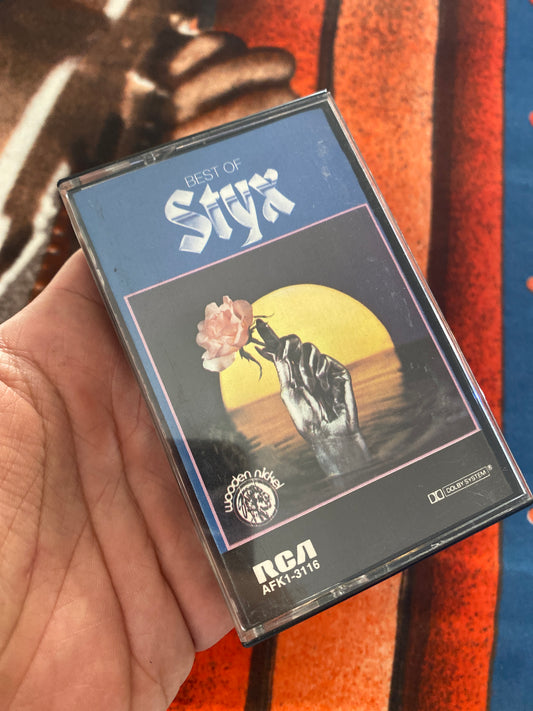 BEST OF
Styx
wooden nickel
DOLBY SYSTEM®
RCA
AFK1-3116